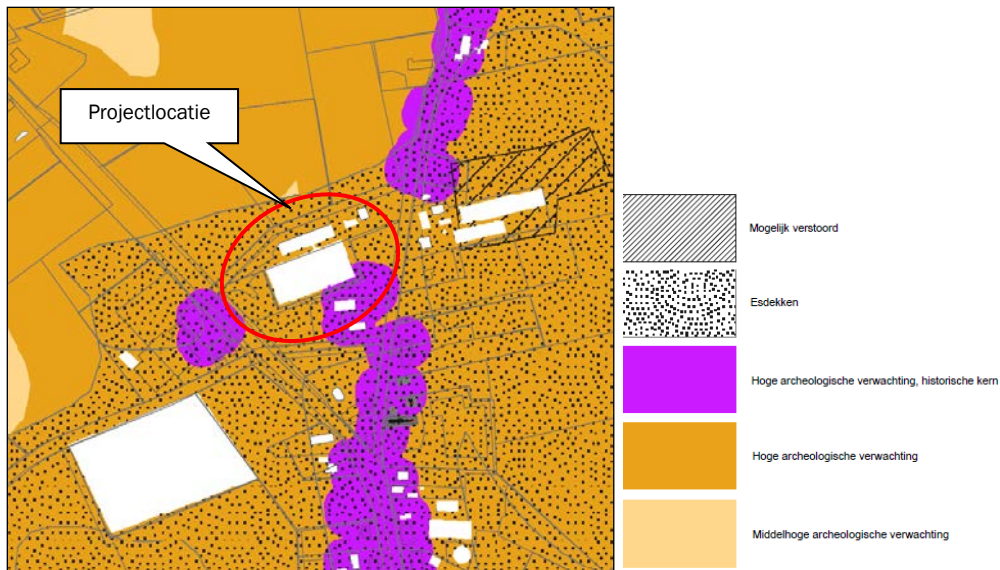 Projectlocatie
Mogelijk verstoord
Esdekken
Hoge archeologische verwachting, historische kern
Hoge archeologische verwachting
Middelhoge archeologische verwachting